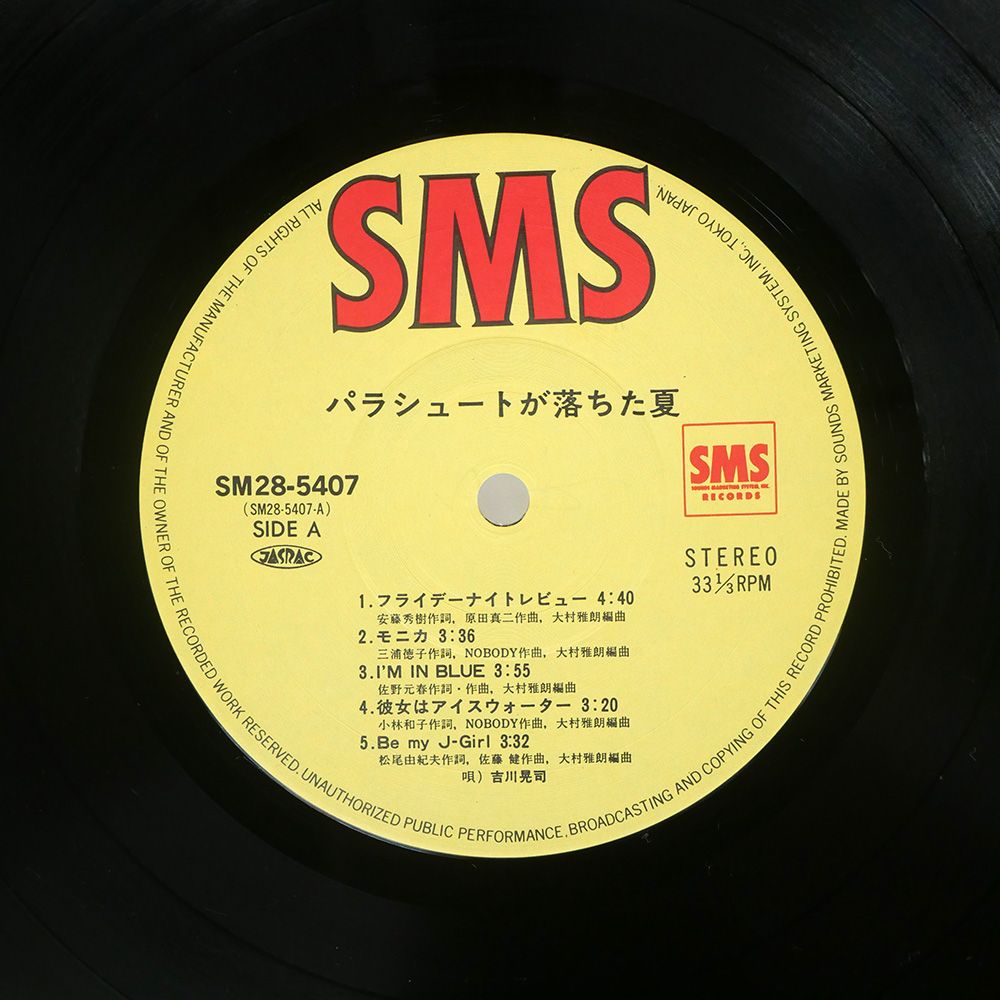 SMS
パラシュートが落ちた夏
SM28-5407
(SM28-5407-A)
SIDE A
JASRAC
SMS
SOUNDS MARKETING SYSTEM, INC.
RECORDS
STEREO
33 1/3 RPM
1.フライデーナイトレビュー 4:40
安藤秀樹作詞, 原田真二作曲, 大村雅朗編曲
2.モニカ 3:36
三浦徳子作詞, NOBODY作曲, 大村雅朗編曲
3.I'M IN BLUE 3:55
佐野元春作詞・作曲, 大村雅朗編曲
4.彼女はアイスウォーター 3:20
小林和子作詞, NOBODY作曲, 大村雅朗編曲
5.Be my J-Girl 3:32
松尾由紀夫作詞, 佐藤 健作曲, 大村雅朗編曲
唄) 吉川晃司
ALL RIGHTS OF THE MANUFACTURER AND OF THE OWNER OF THE RECORDED WORK RESERVED. UNAUTHORIZED PUBLIC PERFORMANCE, BROADCASTING AND COPYING OF THIS RECORD PROHIBITED. MADE BY SOUNDS MARKETING SYSTEM, INC, TOKYO JAPAN.